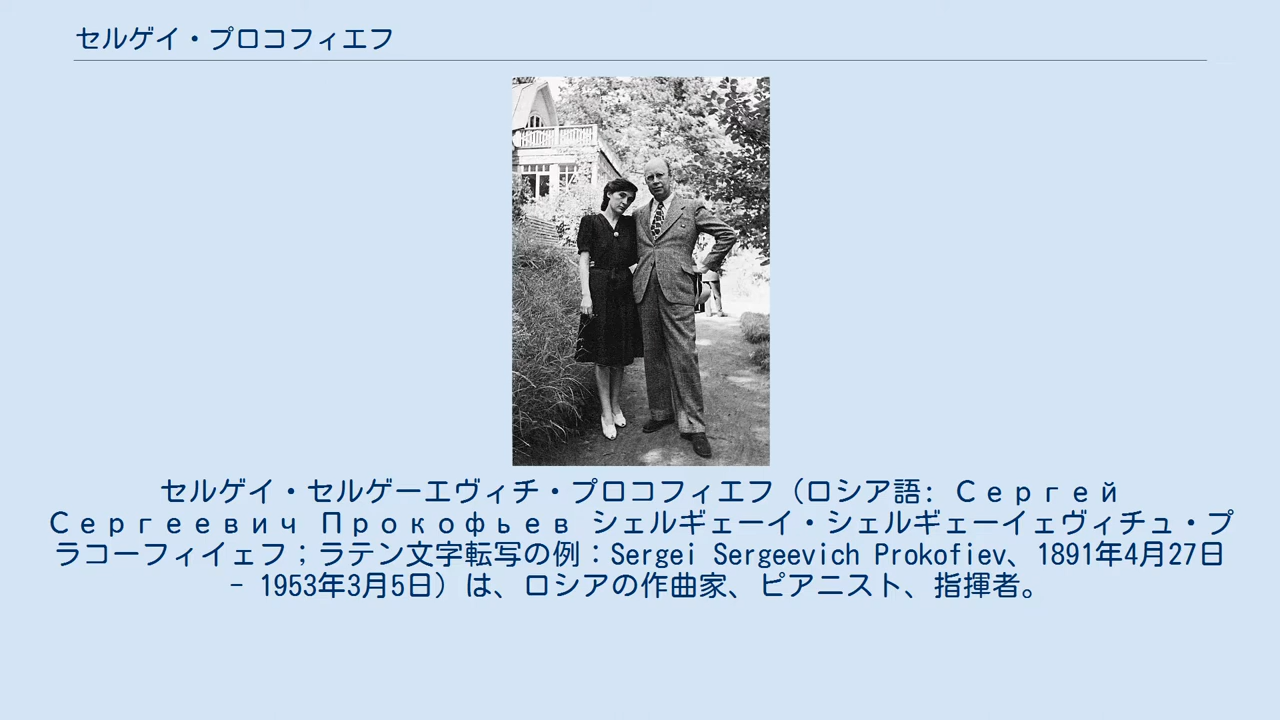 セルゲイ・プロコフィエフ
セルゲイ・セルゲーエヴィチ・プロコフィエフ（ロシア語: Сергей
Сергеевич Прокофьев シェルギェーイ・シェルギェーイェヴィチュ・プ
ラコーフィイェフ；ラテン文字転写の例：Sergei Sergeevich Prokofiev、1891年4月27日
- 1953年3月5日）は、ロシアの作曲家、ピアニスト、指揮者。